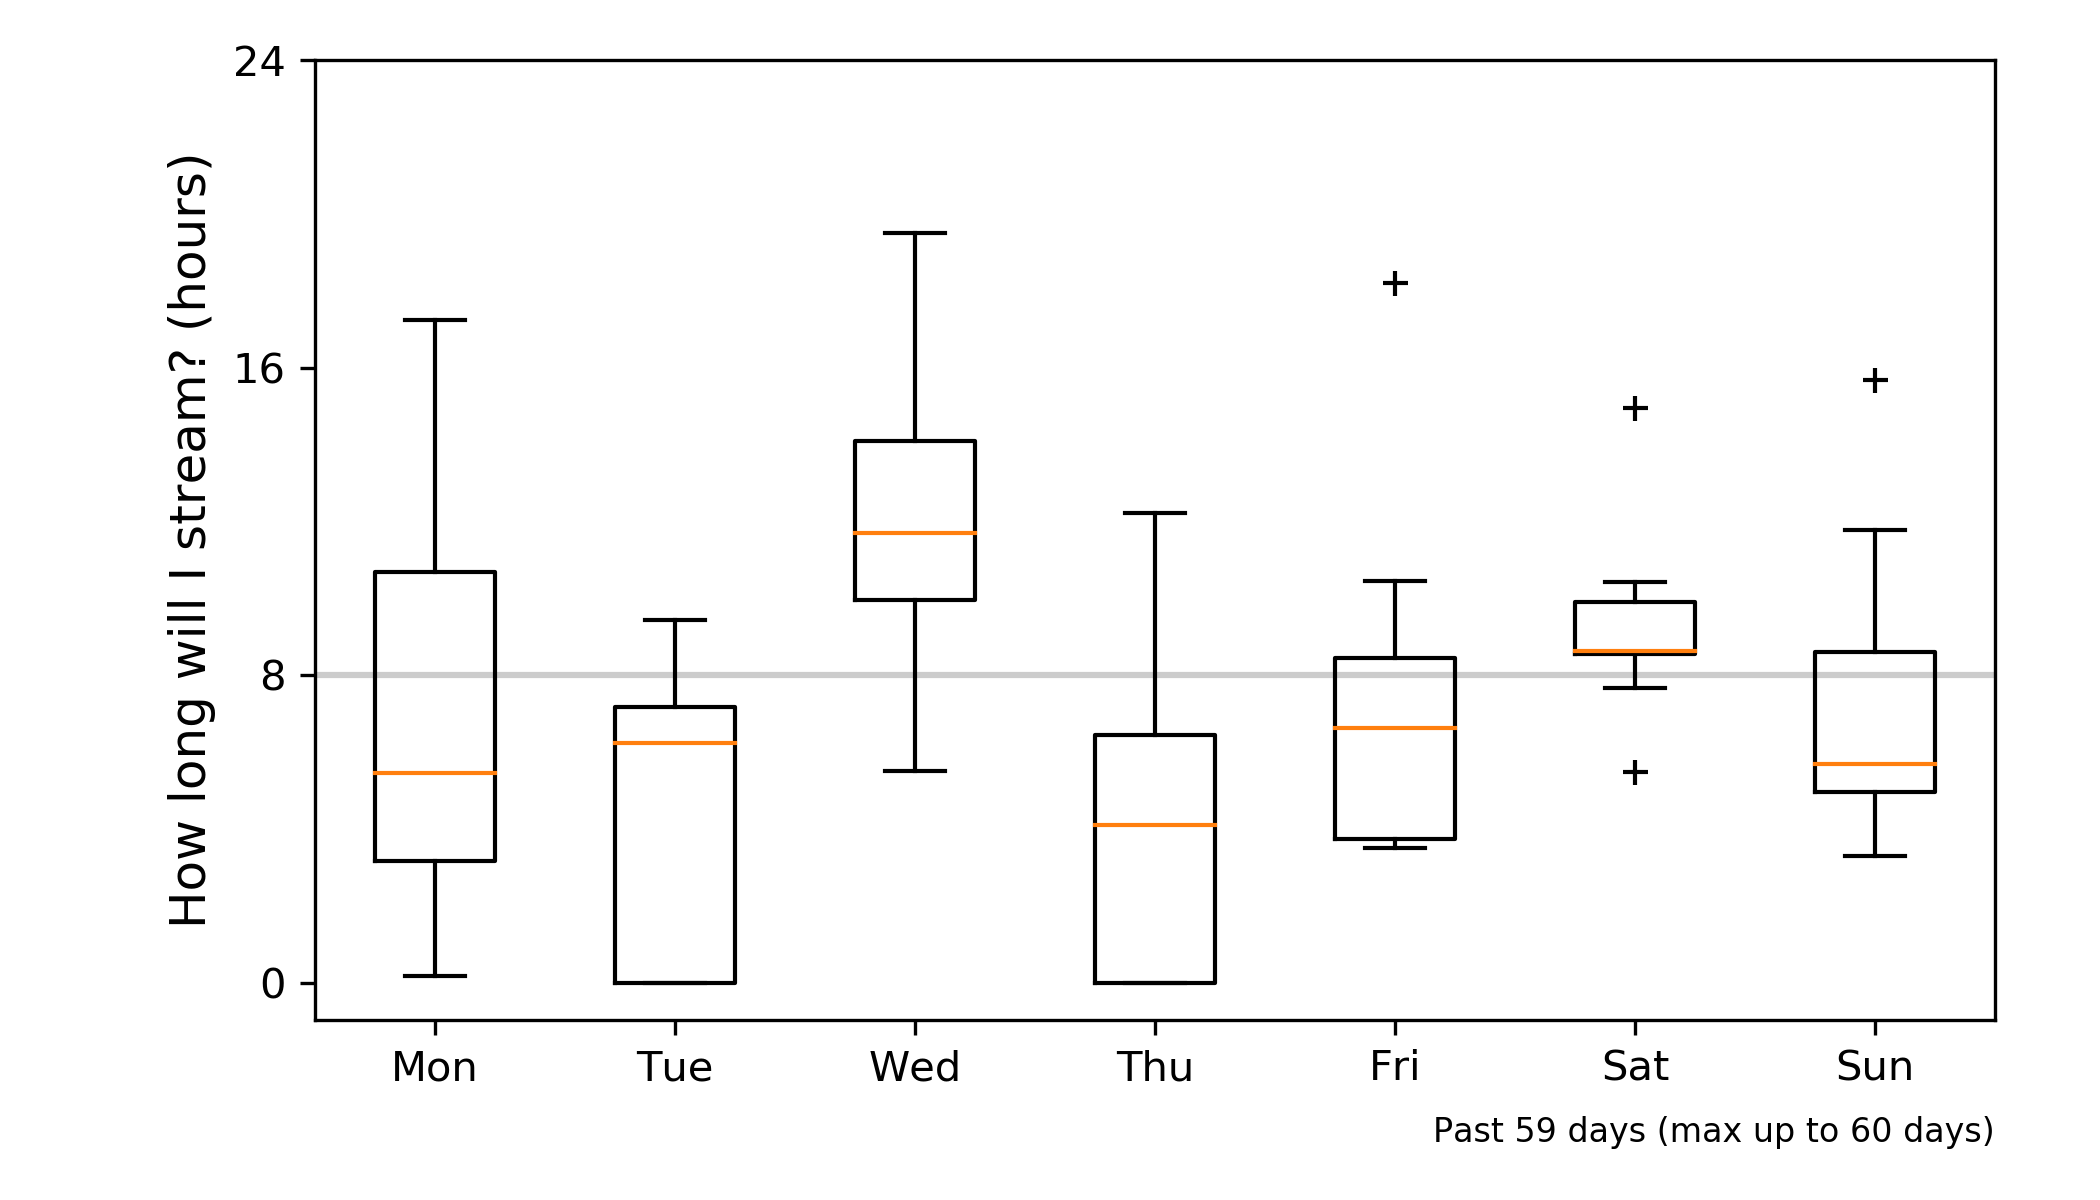 How long will I stream? (hours)
24
16
8
0
Mon Tue Wed Thu Fri Sat Sun
Past 59 days (max up to 60 days)